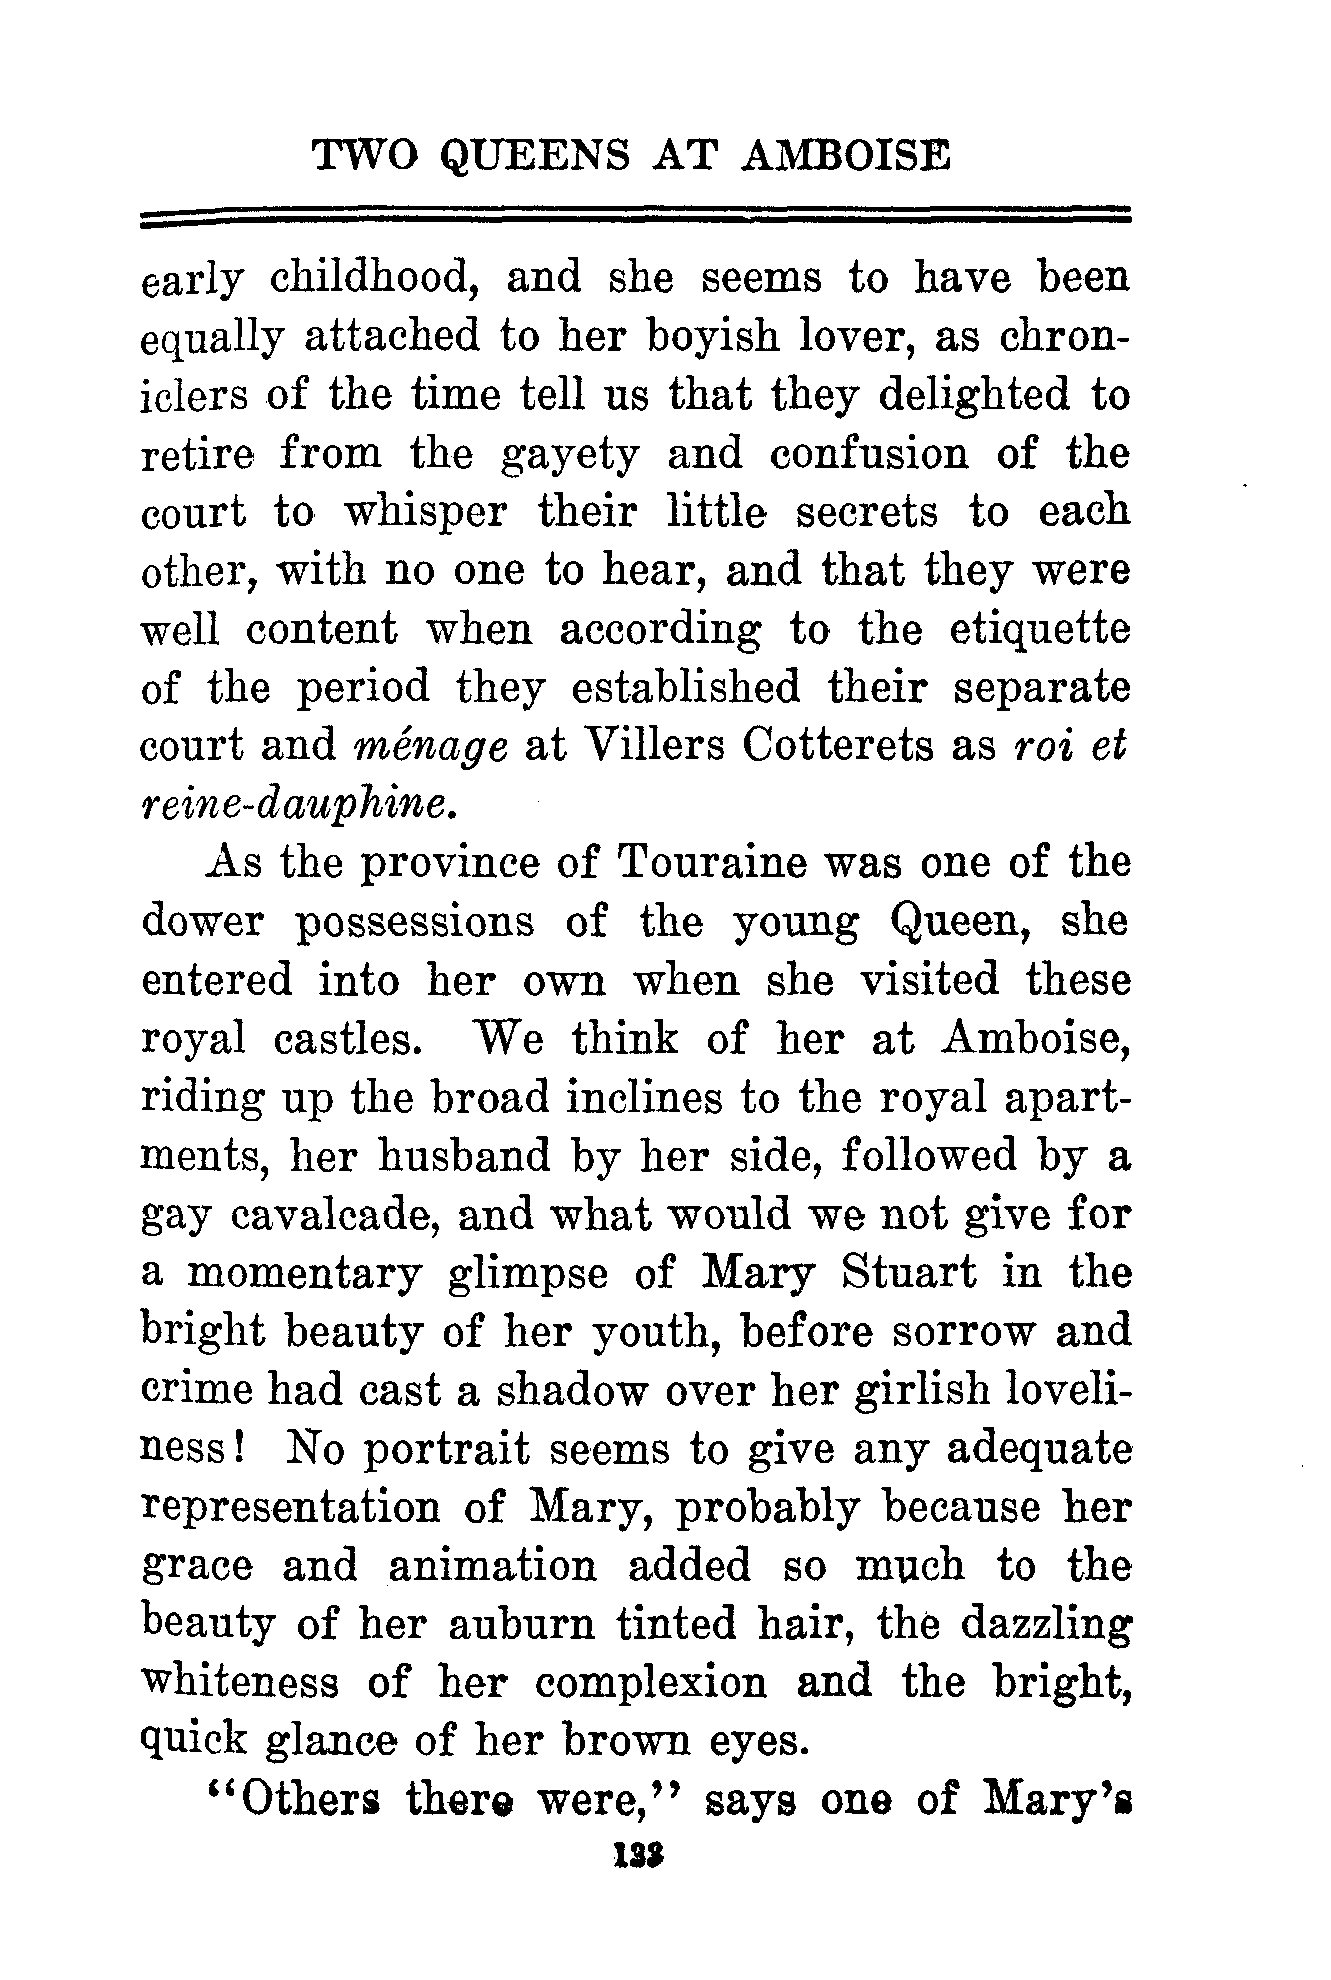 TWO QUEENS AT AMBOISE
early childhood, and she seems to have been
equally attached to her boyish lover, as chron-
iclers of the time tell us that they delighted to
retire from the gayety and confusion of the
court to whisper their little secrets to each
other, with no one to hear, and that they were
well content when according to the etiquette
of the period they established their separate
court and ménage at Villers Cotterets as roi et
reine-dauphine.
As the province of Touraine was one of the
dower possessions of the young Queen, she
entered into her own when she visited these
royal castles. We think of her at Amboise,
riding up the broad inclines to the royal apart-
ments, her husband by her side, followed by a
gay cavalcade, and what would we not give for
a momentary glimpse of Mary Stuart in the
bright beauty of her youth, before sorrow and
crime had cast a shadow over her girlish loveli-
ness! No portrait seems to give any adequate
representation of Mary, probably because her
grace and animation added so much to the
beauty of her auburn tinted hair, the dazzling
whiteness of her complexion and the bright,
quick glance of her brown eyes.
"Others there were," says one of Mary's